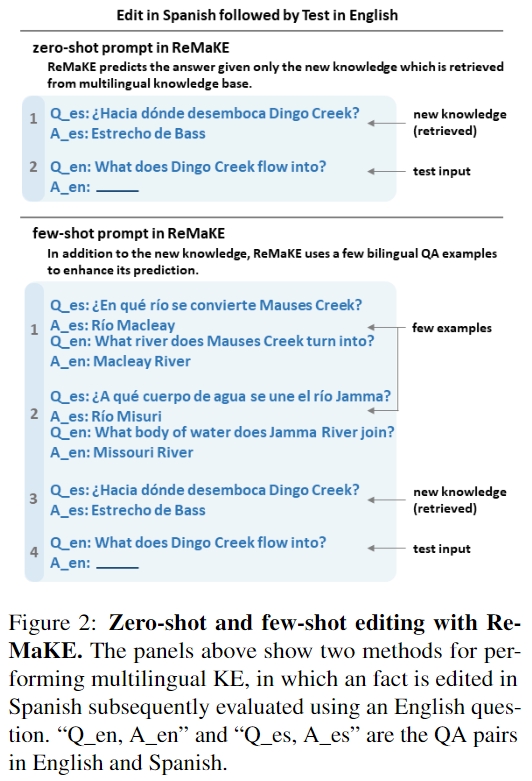 Edit in Spanish followed by Test in English
zero-shot prompt in ReMaKE
ReMaKE predicts the answer given only the new knowledge which is retrieved
from multilingual knowledge base.
1
Q_es: ¿Hacia dónde desemboca Dingo Creek?
A_es: Estrecho de Bass
new knowledge
(retrieved)
2
Q_en: What does Dingo Creek flow into?
A_en: ______
test input
few-shot prompt in ReMaKE
In addition to the new knowledge, ReMaKE uses a few bilingual QA examples
to enhance its prediction.
1
Q_es: ¿En qué río se convierte Mauses Creek?
A_es: Río Macleay
Q_en: What river does Mauses Creek turn into?
A_en: Macleay River
few examples
2
Q_es: ¿A qué cuerpo de agua se une el río Jamma?
A_es: Río Misuri
Q_en: What body of water does Jamma River join?
A_en: Missouri River
3
Q_es: ¿Hacia dónde desemboca Dingo Creek?
A_es: Estrecho de Bass
new knowledge
(retrieved)
4
Q_en: What does Dingo Creek flow into?
A_en: ______
test input
Figure 2: Zero-shot and few-shot editing with Re-
MaKE. The panels above show two methods for per-
forming multilingual KE, in which an fact is edited in
Spanish subsequently evaluated using an English ques-
tion. “Q_en, A_en” and “Q_es, A_es” are the QA pairs
in English and Spanish.